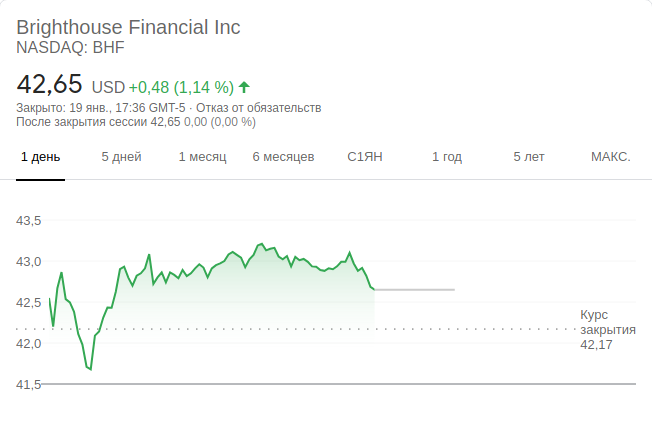 Brighthouse Financial Inc
NASDAQ: BHF
42,65 USD +0,48 (1,14 %)
Закрыто: 19 янв., 17:36 GMT-5 · Отказ от обязательств
После закрытия сессии 42,65 0,00 (0,00 %)
1 день 5 дней 1 месяц 6 месяцев С1ЯН 1 год 5 лет МАКС.
43,5
43,0
42,5
Курс
закрытия
42,17
42,0
41,5